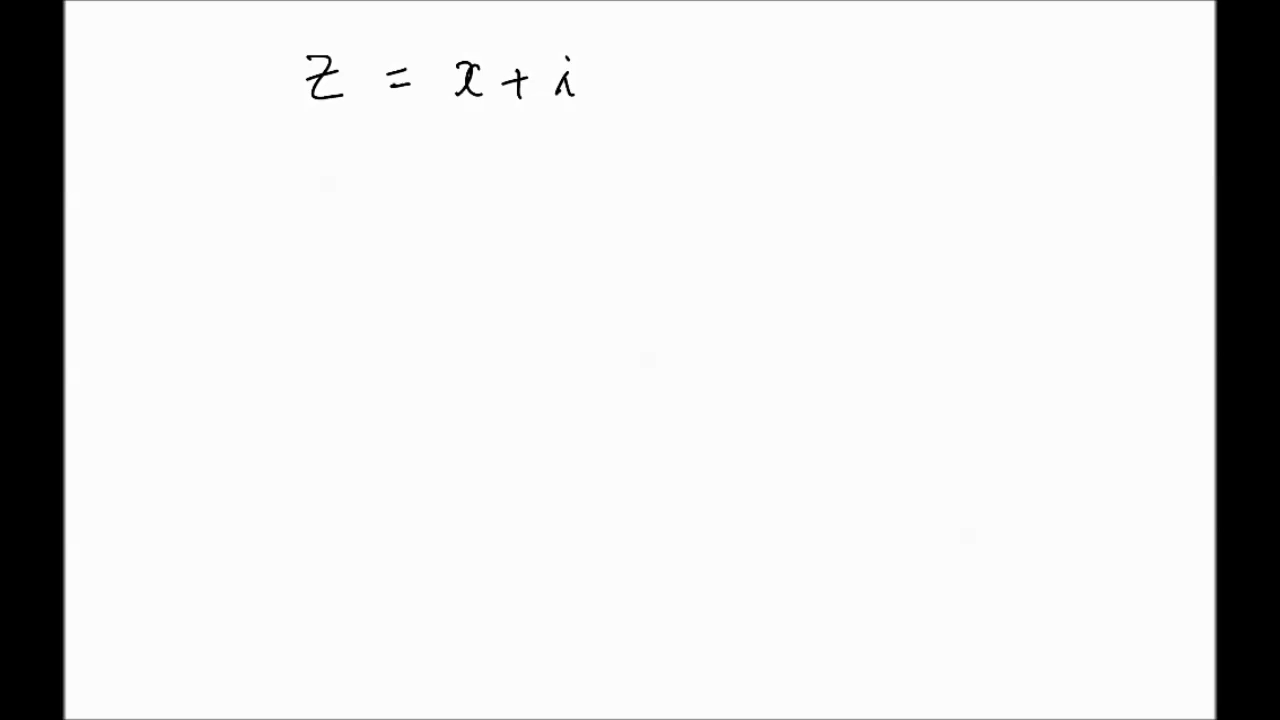 z = x + i